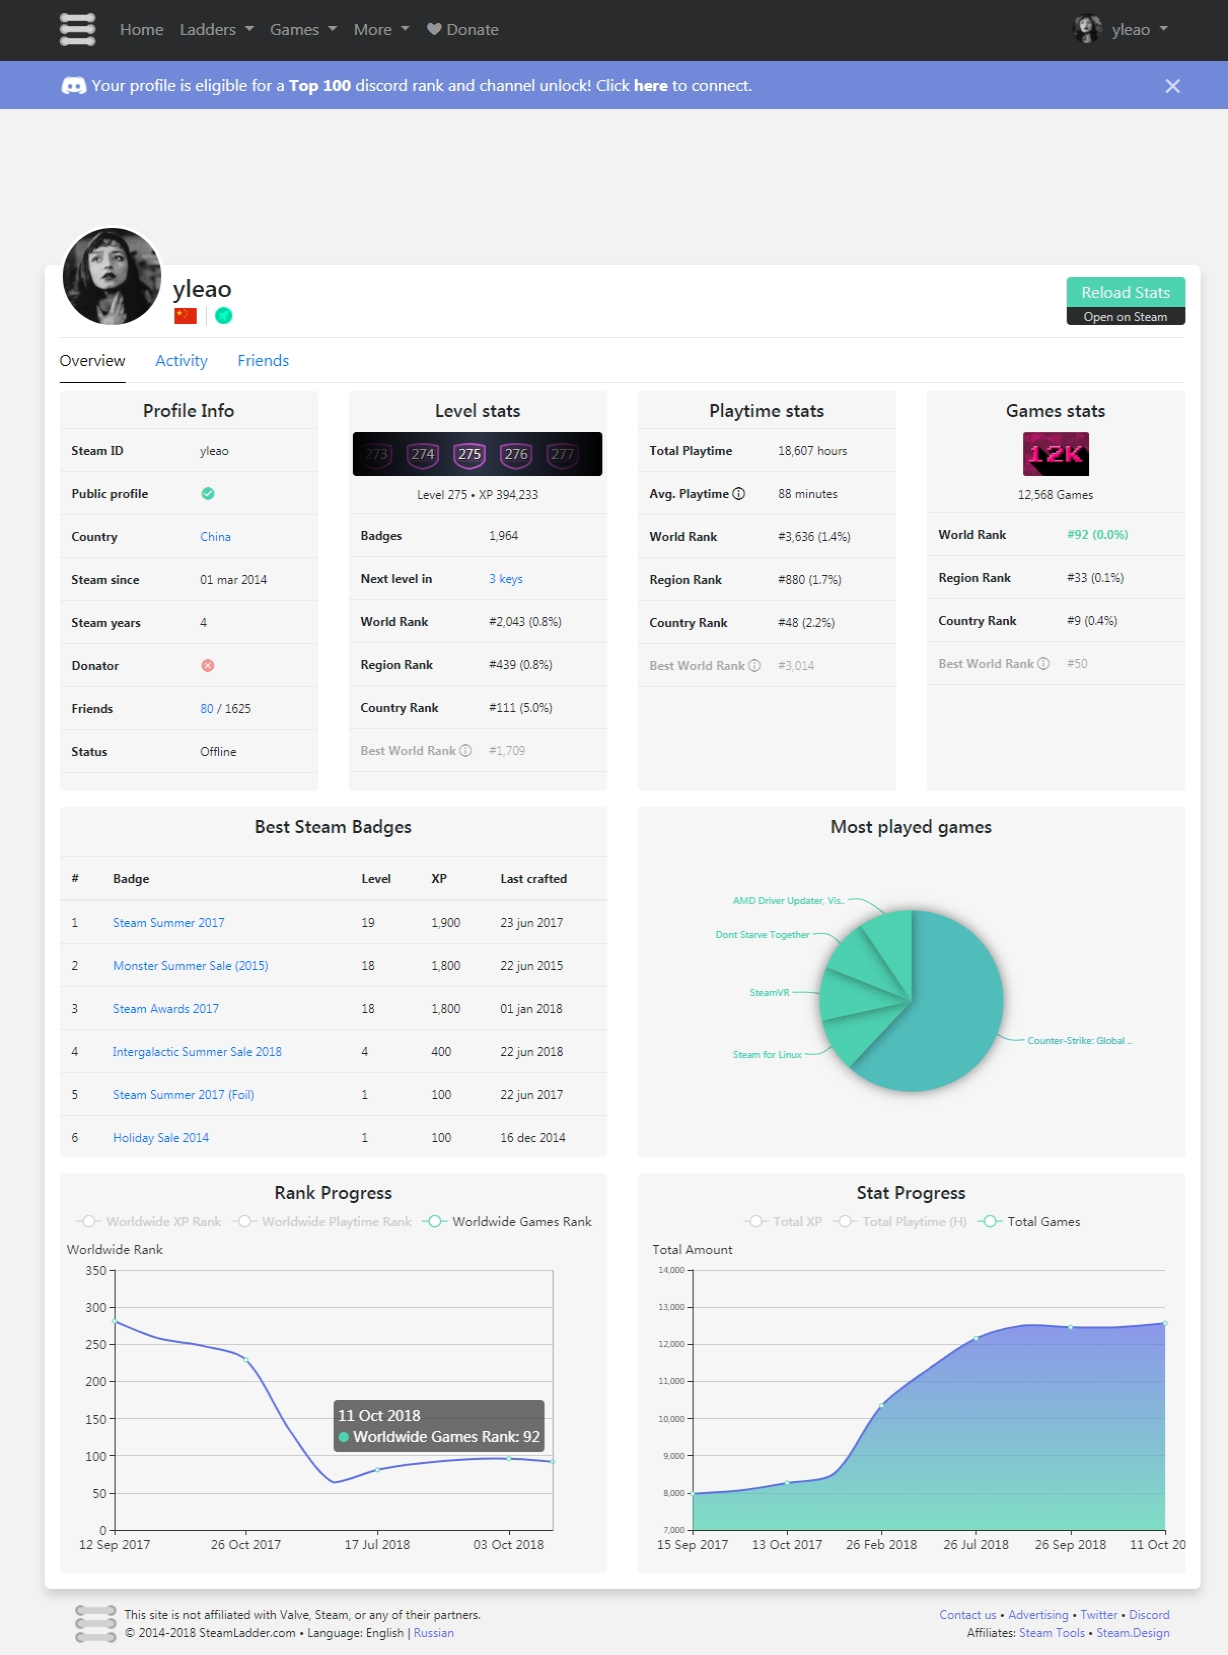 Home Ladders Games More Donate yleao
Your profile is eligible for a Top 100 discord rank and channel unlock! Click here to connect.
yleao
Reload Stats
Open on Steam
Overview Activity Friends
Profile Info
Steam ID yleao
Public profile
Country China
Steam since 01 mar 2014
Steam years 4
Donator
Friends 80 / 1625
Status Offline
Level stats
273 274 275 276 277
Level 275 • XP 394,233
Badges 1,964
Next level in 3 keys
World Rank #2,043 (0.8%)
Region Rank #439 (0.8%)
Country Rank #111 (5.0%)
Best World Rank #1,709
Playtime stats
Total Playtime 18,607 hours
Avg. Playtime 88 minutes
World Rank #3,636 (1.4%)
Region Rank #880 (1.7%)
Country Rank #48 (2.2%)
Best World Rank #3,014
Games stats
12K
12,568 Games
World Rank #92 (0.0%)
Region Rank #33 (0.1%)
Country Rank #9 (0.4%)
Best World Rank #50
Best Steam Badges
# Badge Level XP Last crafted
1 Steam Summer 2017 19 1,900 23 jun 2017
2 Monster Summer Sale (2015) 18 1,800 22 jun 2015
3 Steam Awards 2017 18 1,800 01 jan 2018
4 Intergalactic Summer Sale 2018 4 400 22 jun 2018
5 Steam Summer 2017 (Foil) 1 100 22 jun 2017
6 Holiday Sale 2014 1 100 16 dec 2014
Most played games
AMD Driver Updater, Vis..
Dont Starve Together
SteamVR
Steam for Linux
Counter-Strike: Global ..
Rank Progress
Worldwide XP Rank Worldwide Playtime Rank Worldwide Games Rank
Worldwide Rank
350
300
250
200
150
100
50
0
11 Oct 2018
Worldwide Games Rank: 92
12 Sep 2017 26 Oct 2017 17 Jul 2018 03 Oct 2018
Stat Progress
Total XP Total Playtime (H) Total Games
Total Amount
14,000
13,000
12,000
11,000
10,000
9,000
8,000
7,000
15 Sep 2017 13 Oct 2017 26 Feb 2018 26 Jul 2018 26 Sep 2018 11 Oct 20
This site is not affiliated with Valve, Steam, or any of their partners.
© 2014-2018 SteamLadder.com • Language: English | Russian
Contact us • Advertising • Twitter • Discord
Affiliates: Steam Tools • Steam.Design